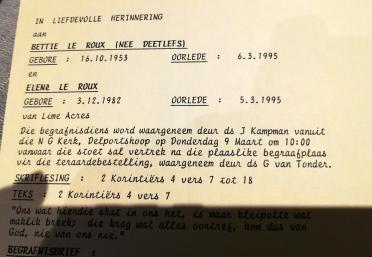 IN LIEFDEVOLLE HERINNERING
aan
BETTIE LE ROUX (NEE DEETLEFS)
GEBORE : 16.10.1953 OORLEDE : 6.3.1995
en
ELENE LE ROUX
GEBORE : 3.12.1982 OORLEDE : 5.3.1995
van Lime Acres
Die begrafnisdiens word waargeneem deur ds J Kampman vanuit
die N G Kerk, Delportshoop op Donderdag 9 Maart om 10:00
vanwaar die stoet sal vertrek na die plaaslike begraafplaas
vir die teraardebestelling, waargeneem deur ds G van Tonder.
SKRIFLESING : 2 Korintiërs 4 vers 7 tot 18
TEKS : 2 Korintiërs 4 vers 7
"Ons wat hierdie skat in ons het, is maar kleipotte wat
maklik breek; die krag wat alles oortref, kom dus van
God, nie van ons nie."
BEGRAFNISBRIEF :